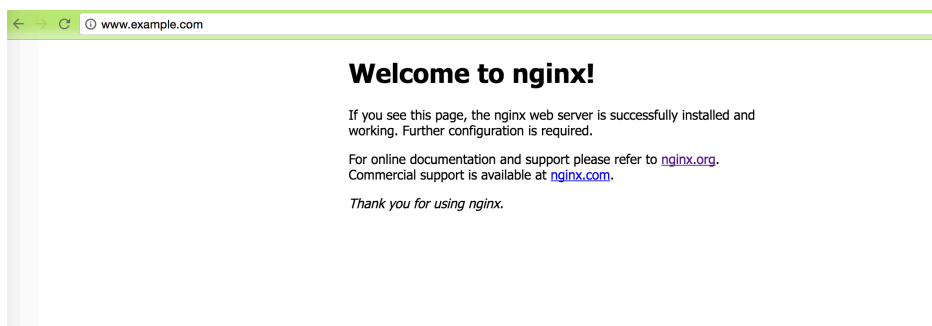 www.example.com
Welcome to nginx!
If you see this page, the nginx web server is successfully installed and
working. Further configuration is required.
For online documentation and support please refer to nginx.org.
Commercial support is available at nginx.com.
Thank you for using nginx.